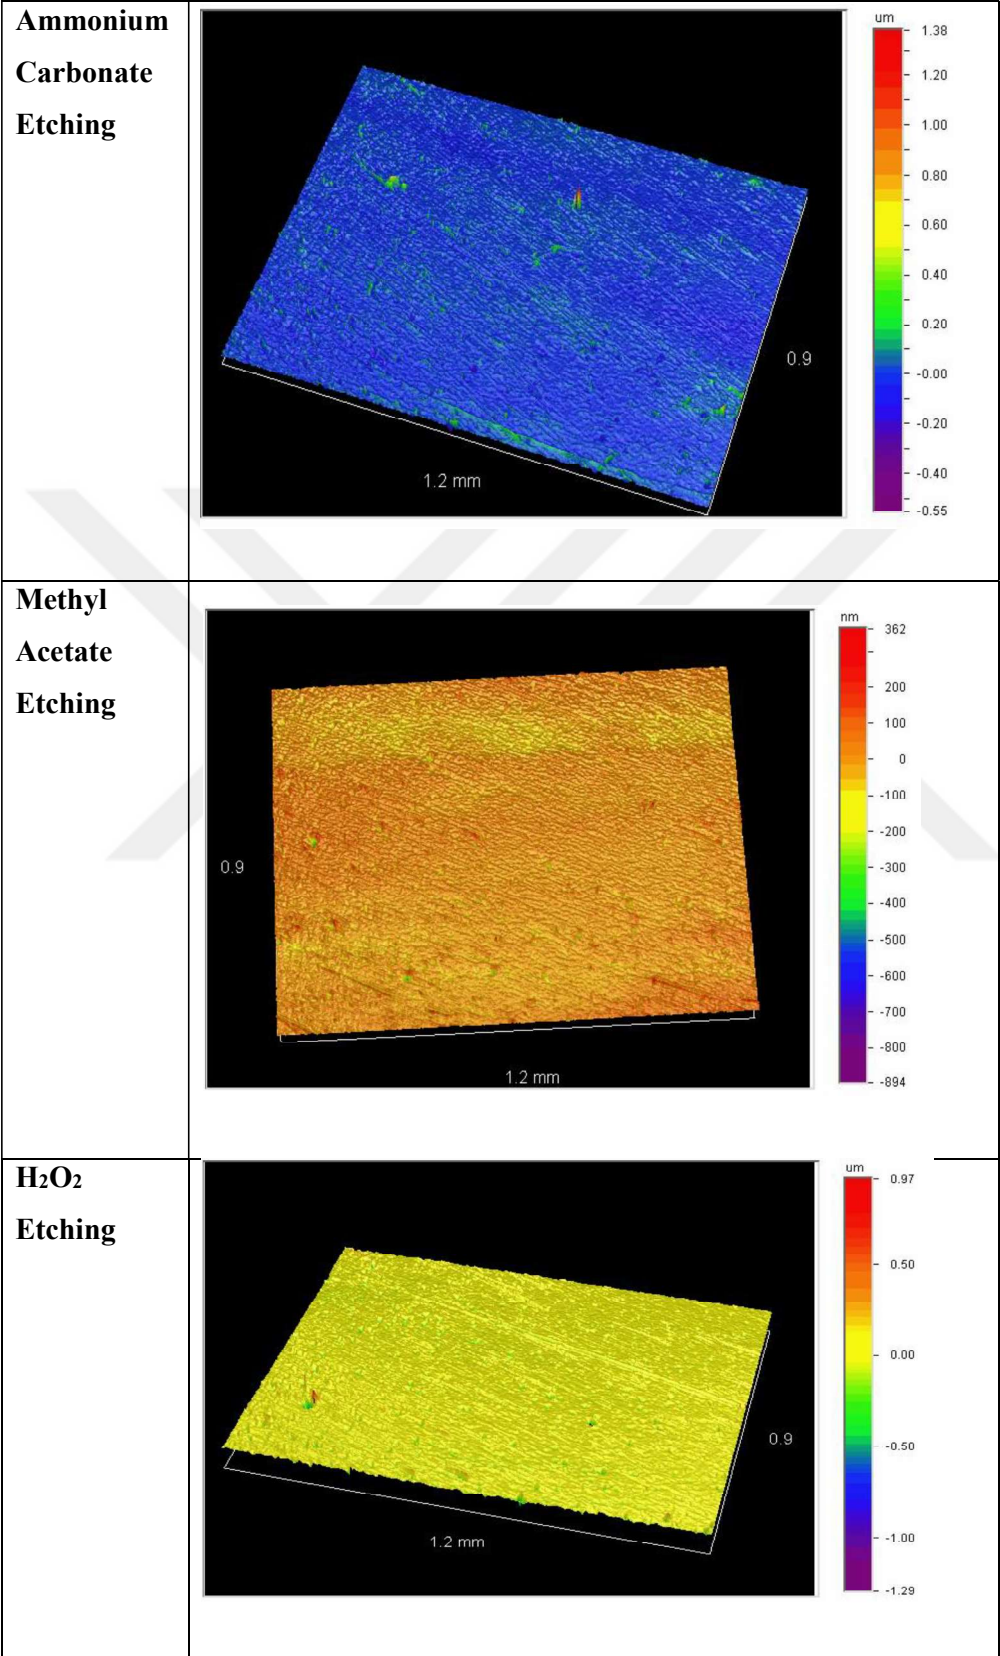 Ammonium
Carbonate
Etching
um
1.38
1.20
1.00
0.80
0.60
0.40
0.20
-0.00
-0.20
-0.40
-0.55
0.9
1.2 mm
Methyl
Acetate
Etching
nm
362
200
100
0
-100
-200
-300
-400
-500
-600
-700
-800
-894
0.9
1.2 mm
H₂O₂
Etching
um
0.97
0.50
0.00
-0.50
-1.00
-1.29
0.9
1.2 mm